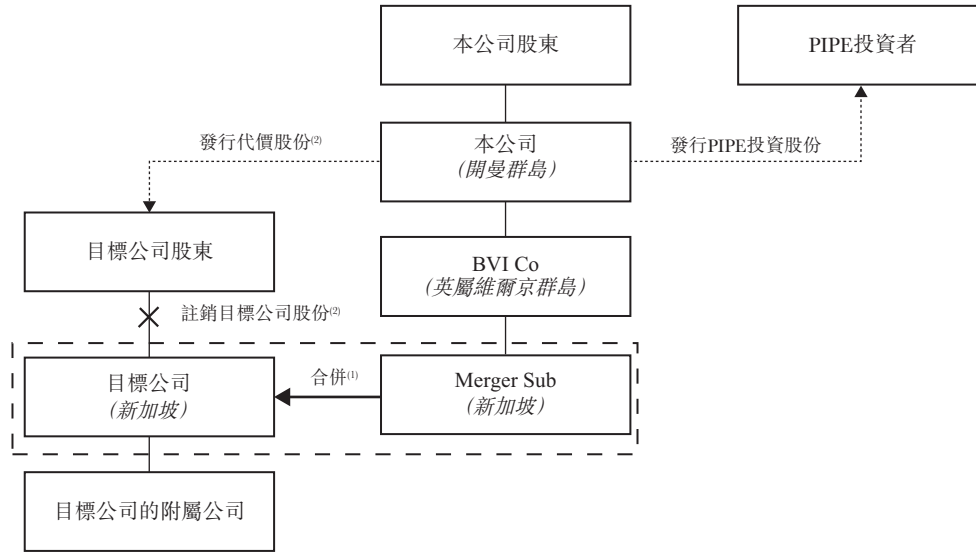 本公司股東
PIPE投資者
發行代價股份(2)
本公司
(開曼群島)
發行PIPE投資股份
目標公司股東
BVI Co
(英屬維爾京群島)
註銷目標公司股份(2)
目標公司
(新加坡)
合併(1)
Merger Sub
(新加坡)
目標公司的附屬公司